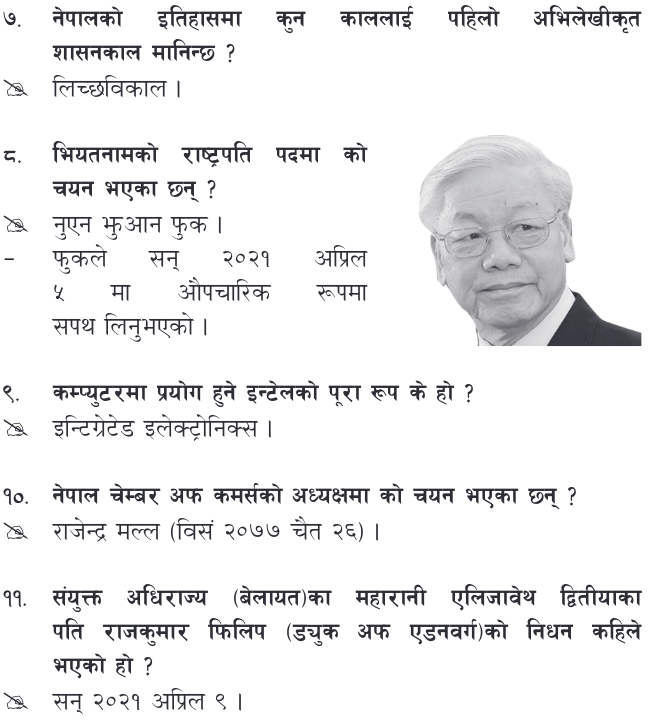 ७. नेपालको इतिहासमा कुन काललाई पहिलो अभिलेखीकृत
शासनकाल मानिन्छ ?
लिच्छविकाल ।
८. भियतनामको राष्ट्रपति पदमा को
चयन भएका छन् ?
नुएन झुआन फुक ।
– फुकले सन् २०२१ अप्रिल
५ मा औपचारिक रूपमा
सपथ लिनुभएको ।
९. कम्प्युटरमा प्रयोग हुने इन्टेलको पूरा रूप के हो ?
इन्टिग्रेटेड इलेक्ट्रोनिक्स ।
१०. नेपाल चेम्बर अफ कमर्सको अध्यक्षमा को चयन भएका छन् ?
राजेन्द्र मल्ल (विसं २०७७ चैत २६) ।
११. संयुक्त अधिराज्य (बेलायत)का महारानी एलिजावेथ द्वितीयाका
पति राजकुमार फिलिप (ड्युक अफ एडनवर्ग)को निधन कहिले
भएको हो ?
सन् २०२१ अप्रिल ९ ।